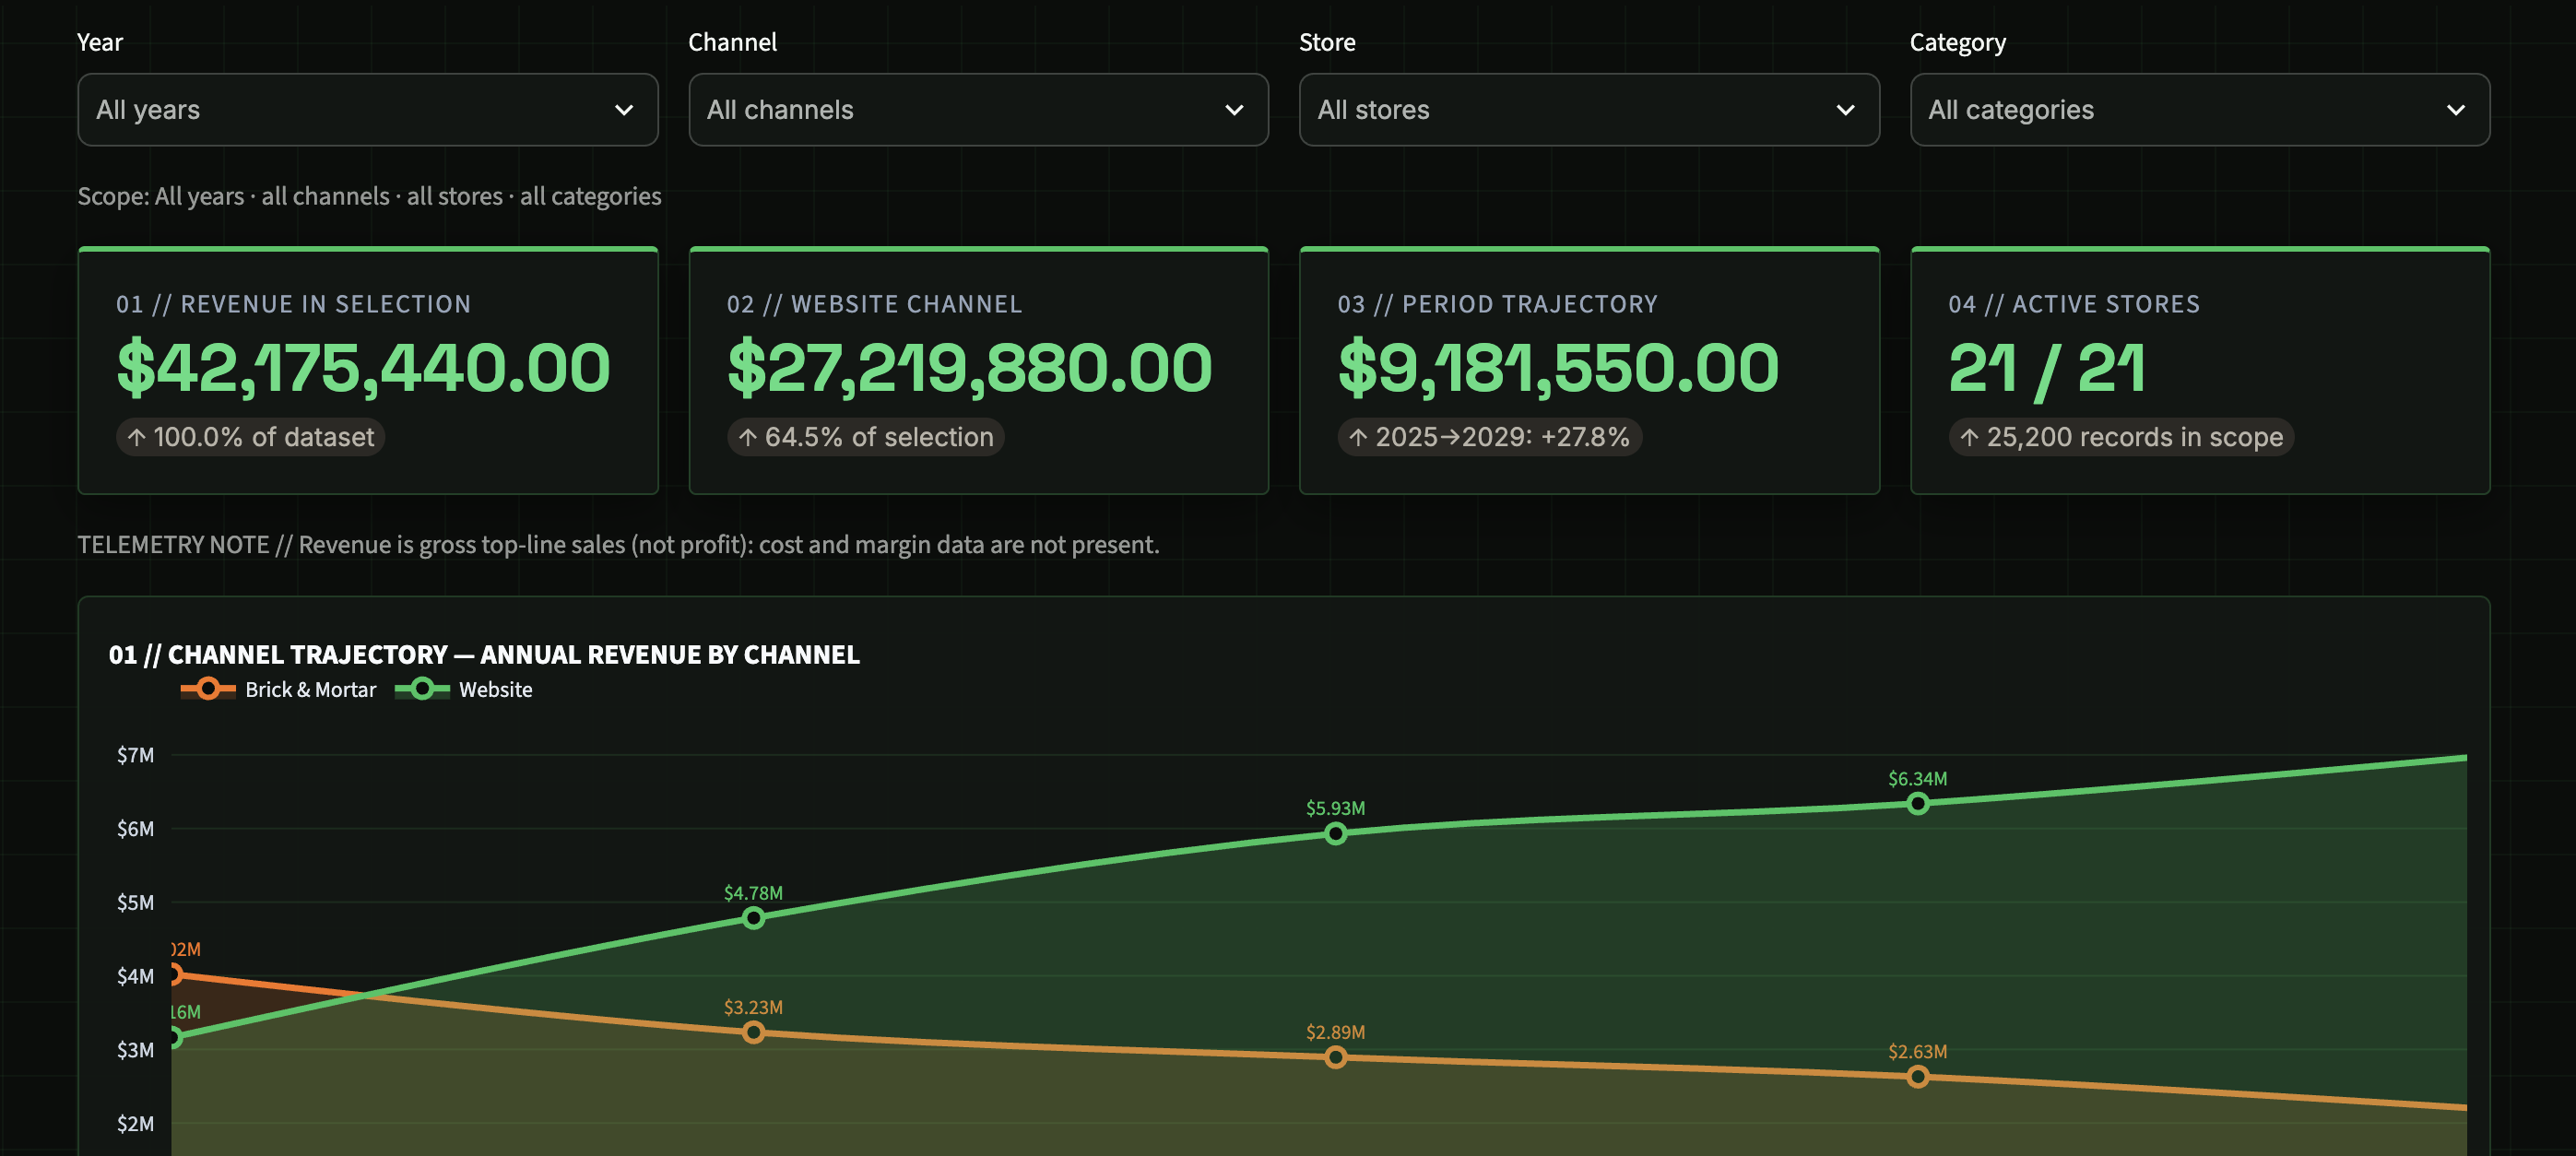 Year
Channel
Store
Category
All years
All channels
All stores
All categories
Scope: All years · all channels · all stores · all categories
01 // REVENUE IN SELECTION
$42,175,440.00
↑ 100.0% of dataset
02 // WEBSITE CHANNEL
$27,219,880.00
↑ 64.5% of selection
03 // PERIOD TRAJECTORY
$9,181,550.00
↑ 2025→2029: +27.8%
04 // ACTIVE STORES
21 / 21
↑ 25,200 records in scope
TELEMETRY NOTE // Revenue is gross top-line sales (not profit): cost and margin data are not present.
01 // CHANNEL TRAJECTORY — ANNUAL REVENUE BY CHANNEL
Brick & Mortar
Website
$7M
$6.34M
$5.93M
$6M
$4.78M
$5M
02M
$4M
16M
$3.23M
$2.89M
$2.63M
$3M
$2M